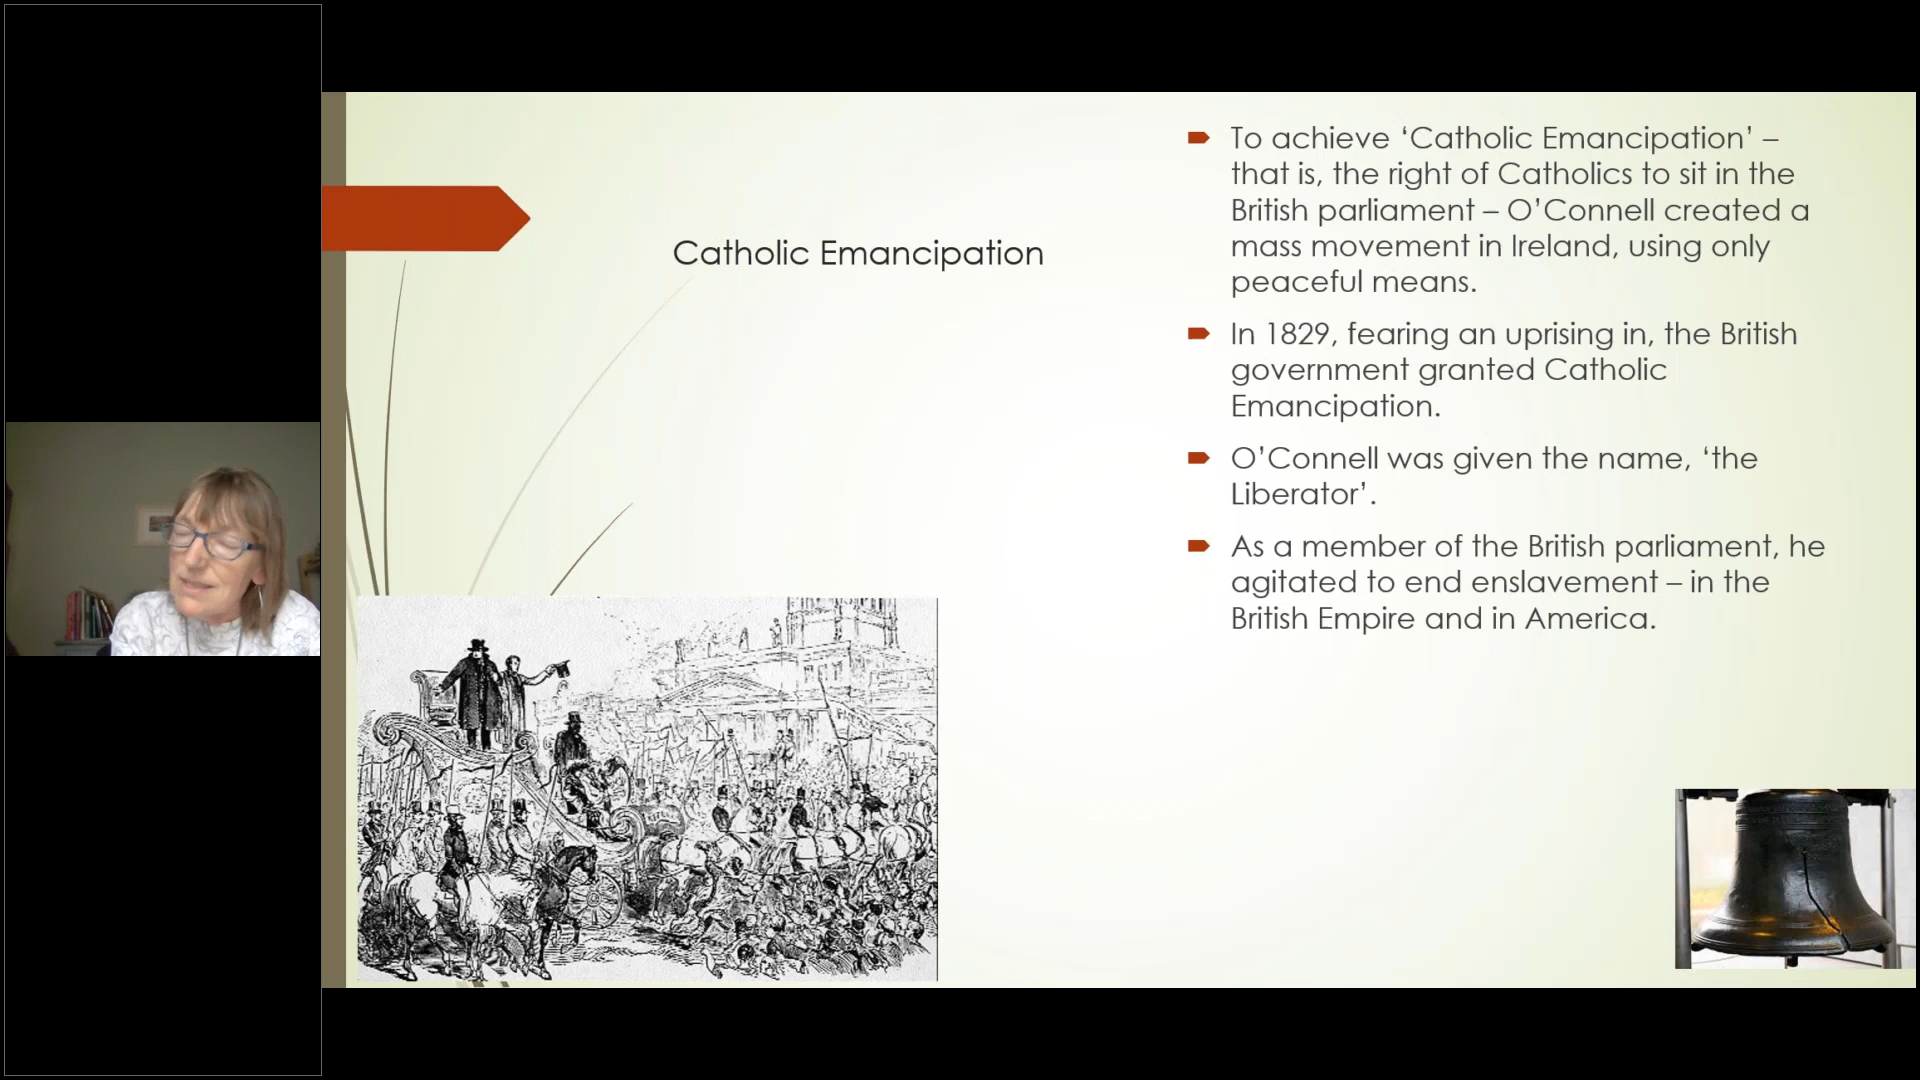 Catholic Emancipation
To achieve ‘Catholic Emancipation’ –
that is, the right of Catholics to sit in the
British parliament – O’Connell created a
mass movement in Ireland, using only
peaceful means.
In 1829, fearing an uprising in, the British
government granted Catholic
Emancipation.
O’Connell was given the name, ‘the
Liberator’.
As a member of the British parliament, he
agitated to end enslavement – in the
British Empire and in America.